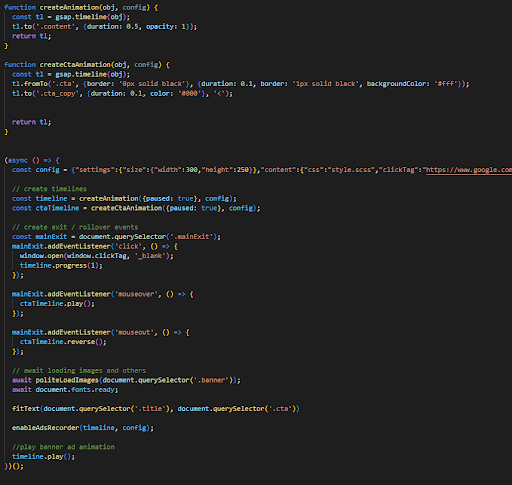 function createAnimation(obj, config) {
const tl = gsap.timeline(obj);
tl.to('.content', {duration: 0.5, opacity: 1});
return tl;
}
function createCtaAnimation(obj, config) {
const tl = gsap.timeline(obj);
tl.fromTo('.cta', {border: '0px solid black'}, {duration: 0.1, border: '1px solid black', backgroundColor: '#fff'});
tl.to('.cta_copy', {duration: 0.1, color: '#000'}, '<');
return tl;
}
(async () => {
const config = {"settings":{"size":{"width":300,"height":250}},"content":{"css":"style.scss","clickTag":"https://www.google.com
// create timelines
const timeline = createAnimation({paused: true}, config);
const ctaTimeline = createCtaAnimation({paused: true}, config);
// create exit / rollover events
const mainExit = document.querySelector('.mainExit');
mainExit.addEventListener('click', () => {
window.open(window.clickTag, '_blank');
timeline.progress(1);
});
mainExit.addEventListener('mouseover', () => {
ctaTimeline.play();
});
mainExit.addEventListener('mouseout', () => {
ctaTimeline.reverse();
});
// await loading images and others
await politeLoadImages(document.querySelector('.banner'));
await document.fonts.ready;
fitText(document.querySelector('.title'), document.querySelector('.cta'))
enableAdsRecorder(timeline, config);
//play banner ad animation
timeline.play();
})();